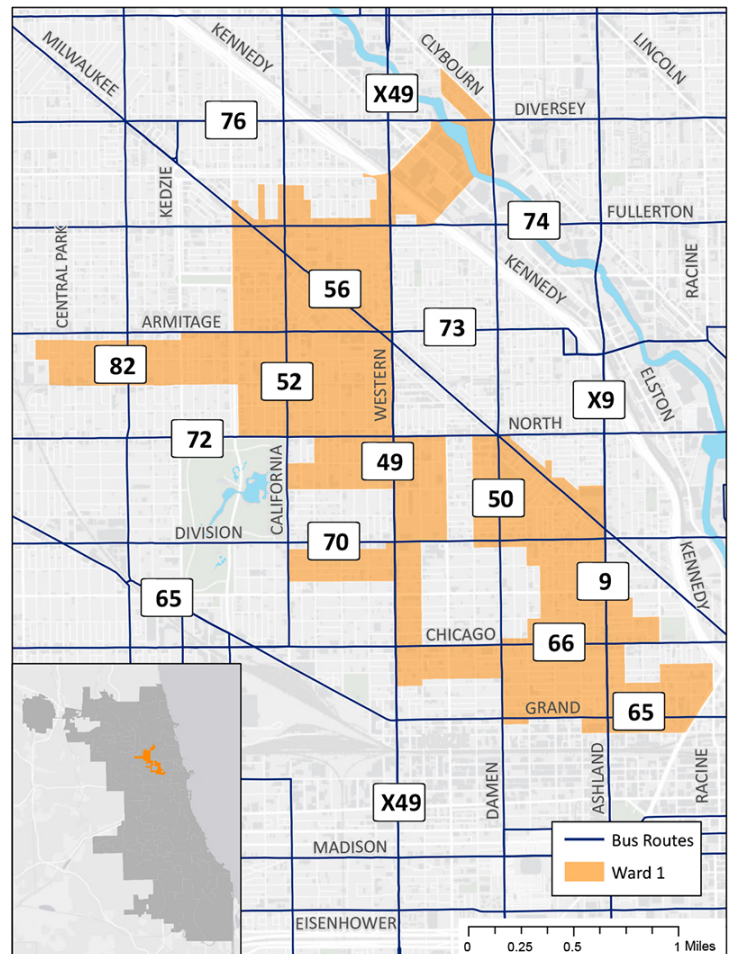 MILWAUKEE
KENNEDY
CLYBOURN
LINCOLN
X49
76
DIVERSEY
KEDZIE
74
FULLERTON
CENTRAL PARK
KENNEDY
RACINE
56
ARMITAGE
73
82
52
WESTERN
X9
ELSTON
72
NORTH
49
CALIFORNIA
50
DIVISION
70
KENNEDY
65
9
CHICAGO
66
GRAND
65
DAMEN
ASHLAND
RACINE
X49
MADISON
Bus Routes
Ward 1
EISENHOWER
0 0.25 0.5 1 Miles